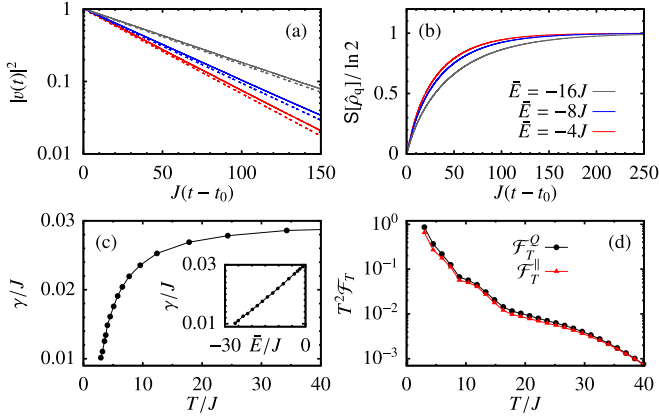 1
0.1
0.01
|v(t)|²
0 50 100 150
J(t − t₀)
(a)
1
0.5
0
S[ρ̂_q]/ ln 2
(b)
Ē = −16J
Ē = −8J
Ē = −4J
0 50 100 150 200 250
J(t − t₀)
0.03
0.02
0.01
γ/J
(c)
0.03
γ/J
0.01
−30 Ē/J 0
0 10 20 30 40
T/J
10⁰
10⁻¹
10⁻²
10⁻³
T²ℱ_T
ℱ_T^Q
ℱ_T^||
(d)
0 10 20 30 40
T/J